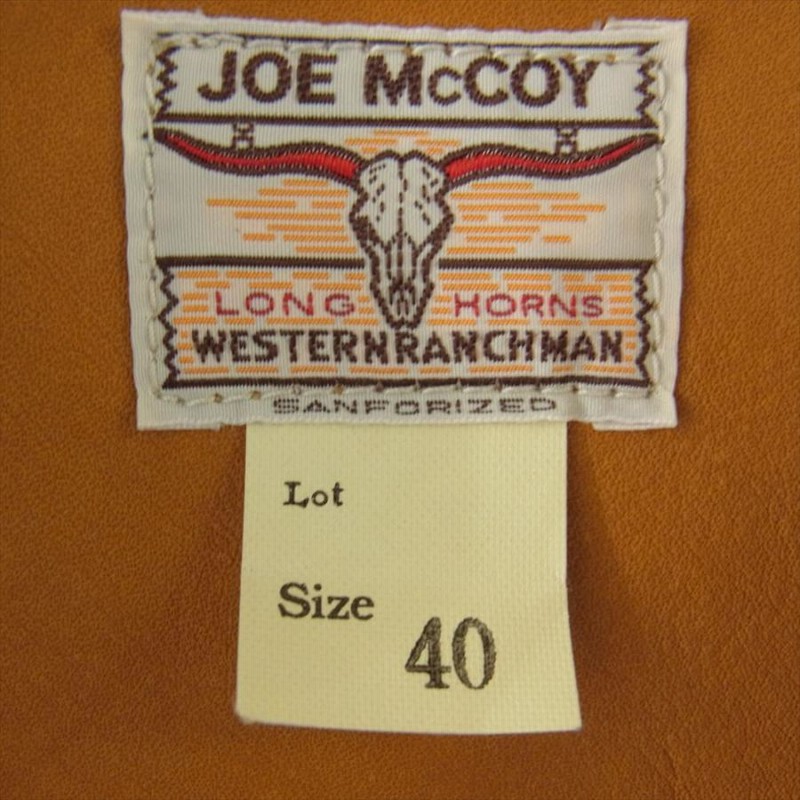 JOE McCOY
LONG HORNS
WESTERNRANCHMAN
SANFORIZED
Lot
Size 40